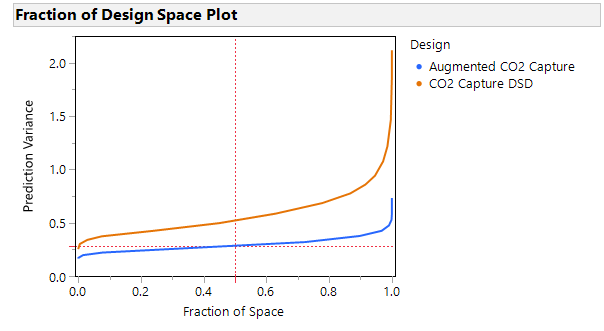 Fraction of Design Space Plot
Design
Augmented CO2 Capture
CO2 Capture DSD
Prediction Variance
2.0
1.5
1.0
0.5
0.0
0.0 0.2 0.4 0.6 0.8 1.0
Fraction of Space